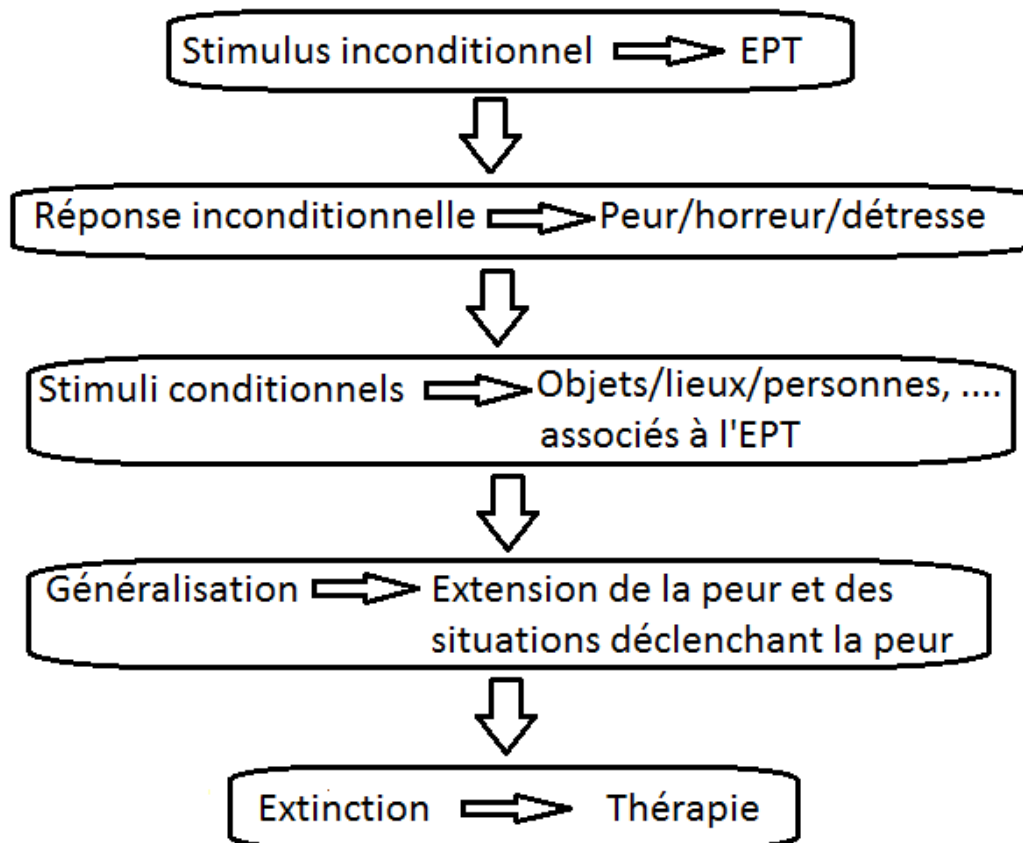 Stimulus inconditionnel EPT
Réponse inconditionnelle Peur/horreur/détresse
Stimuli conditionnels Objets/lieux/personnes, ....
associés à l'EPT
Généralisation Extension de la peur et des
situations déclenchant la peur
Extinction Thérapie